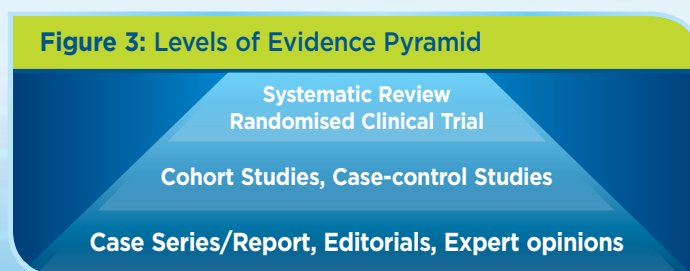 Figure 3: Levels of Evidence Pyramid
Systematic Review
Randomised Clinical Trial
Cohort Studies, Case-control Studies
Case Series/Report, Editorials, Expert opinions